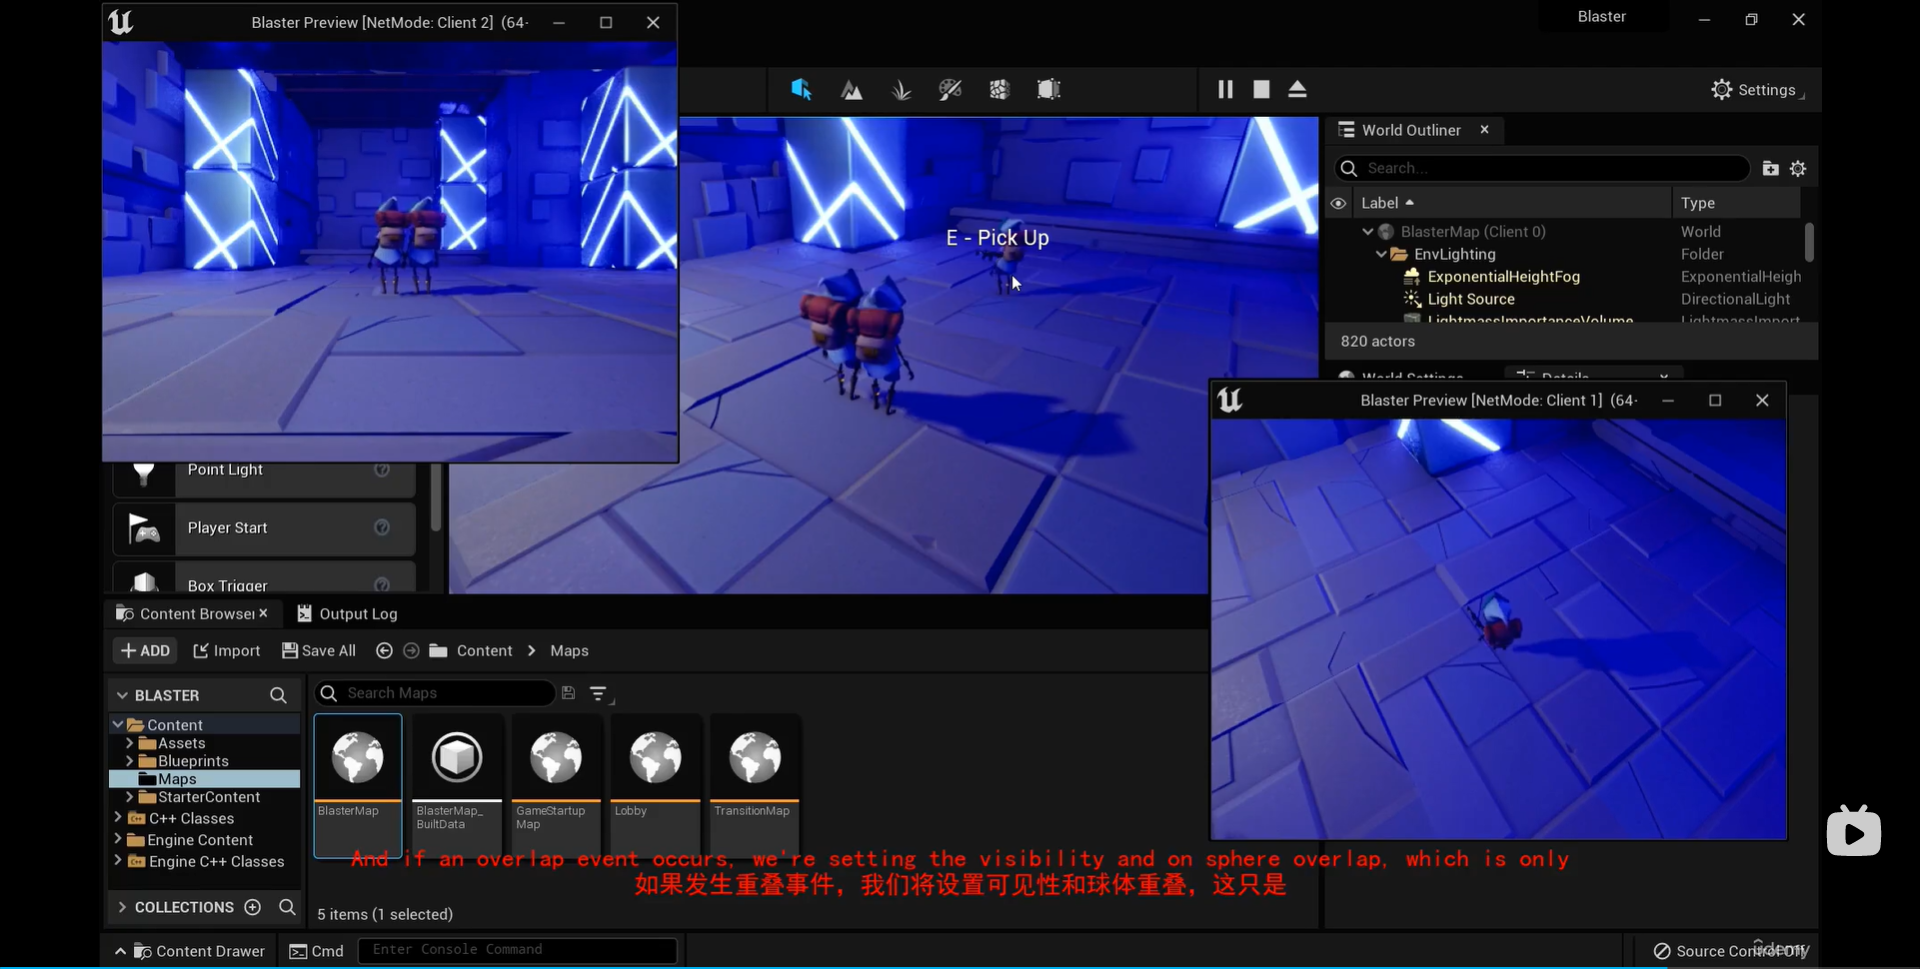 Blaster Preview [NetMode: Client 2] (64-
Blaster
Settings
World Outliner
Search...
Label
Type
BlasterMap (Client 0)
World
EnvLighting
Folder
ExponentialHeightFog
ExponentialHeigh
Light Source
DirectionalLight
LightmassImportanceVolume
LightmassImport
820 actors
World Settings
Details
E - Pick Up
Blaster Preview [NetMode: Client 1] (64-
Point Light
Player Start
Box Trigger
Content Browser
Output Log
ADD
Import
Save All
Content
Maps
BLASTER
Search Maps
Content
Assets
Blueprints
Maps
StarterContent
C++ Classes
Engine Content
Engine C++ Classes
BlasterMap
BlasterMap_
BuiltData
GameStartup
Map
Lobby
TransitionMap
And if an overlap event occurs, we're setting the visibility and on sphere overlap, which is only
如果发生重叠事件，我们将设置可见性和球体重叠，这只是
COLLECTIONS
5 items (1 selected)
Content Drawer
Cmd
Enter Console Command
Source Control Off
ûdemy